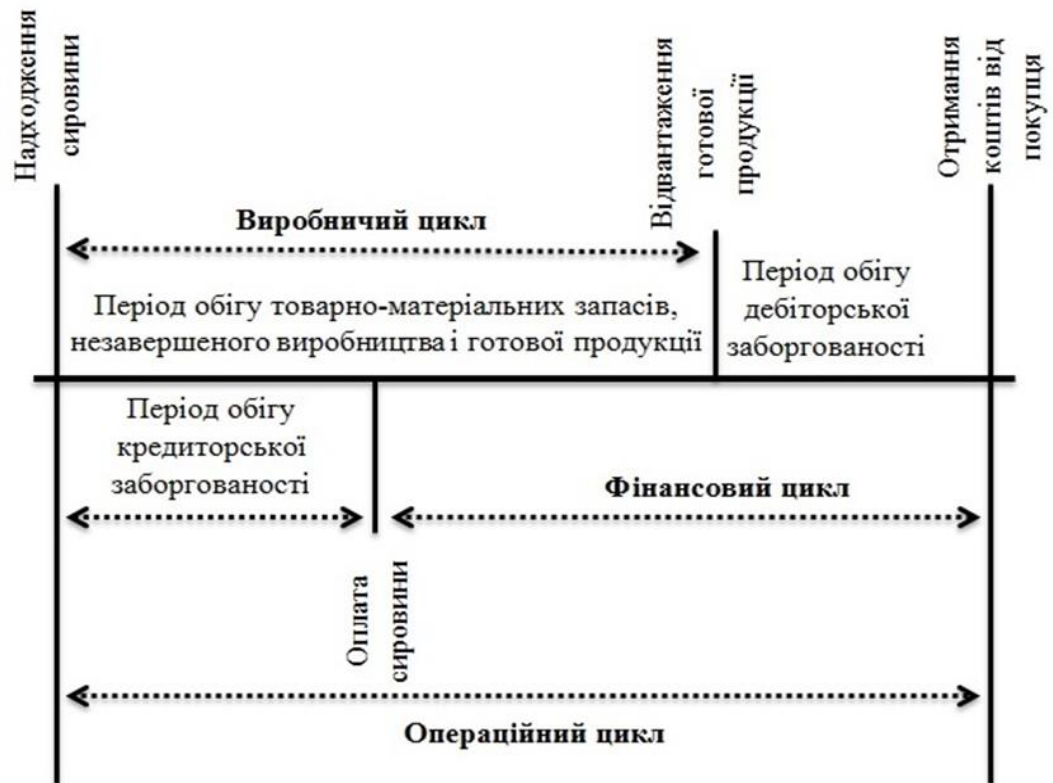 Надходження
сировини
Відвантаження
готової
продукції
Отримання
коштів від
покупця
Виробничий цикл
Період обігу товарно-матеріальних запасів,
незавершеного виробництва і готової продукції
Період обігу
дебіторської
заборгованості
Період обігу
кредиторської
заборгованості
Фінансовий цикл
Оплата
сировини
Операційний цикл